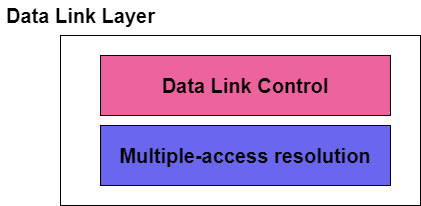 Data Link Layer
Data Link Control
Multiple-access resolution